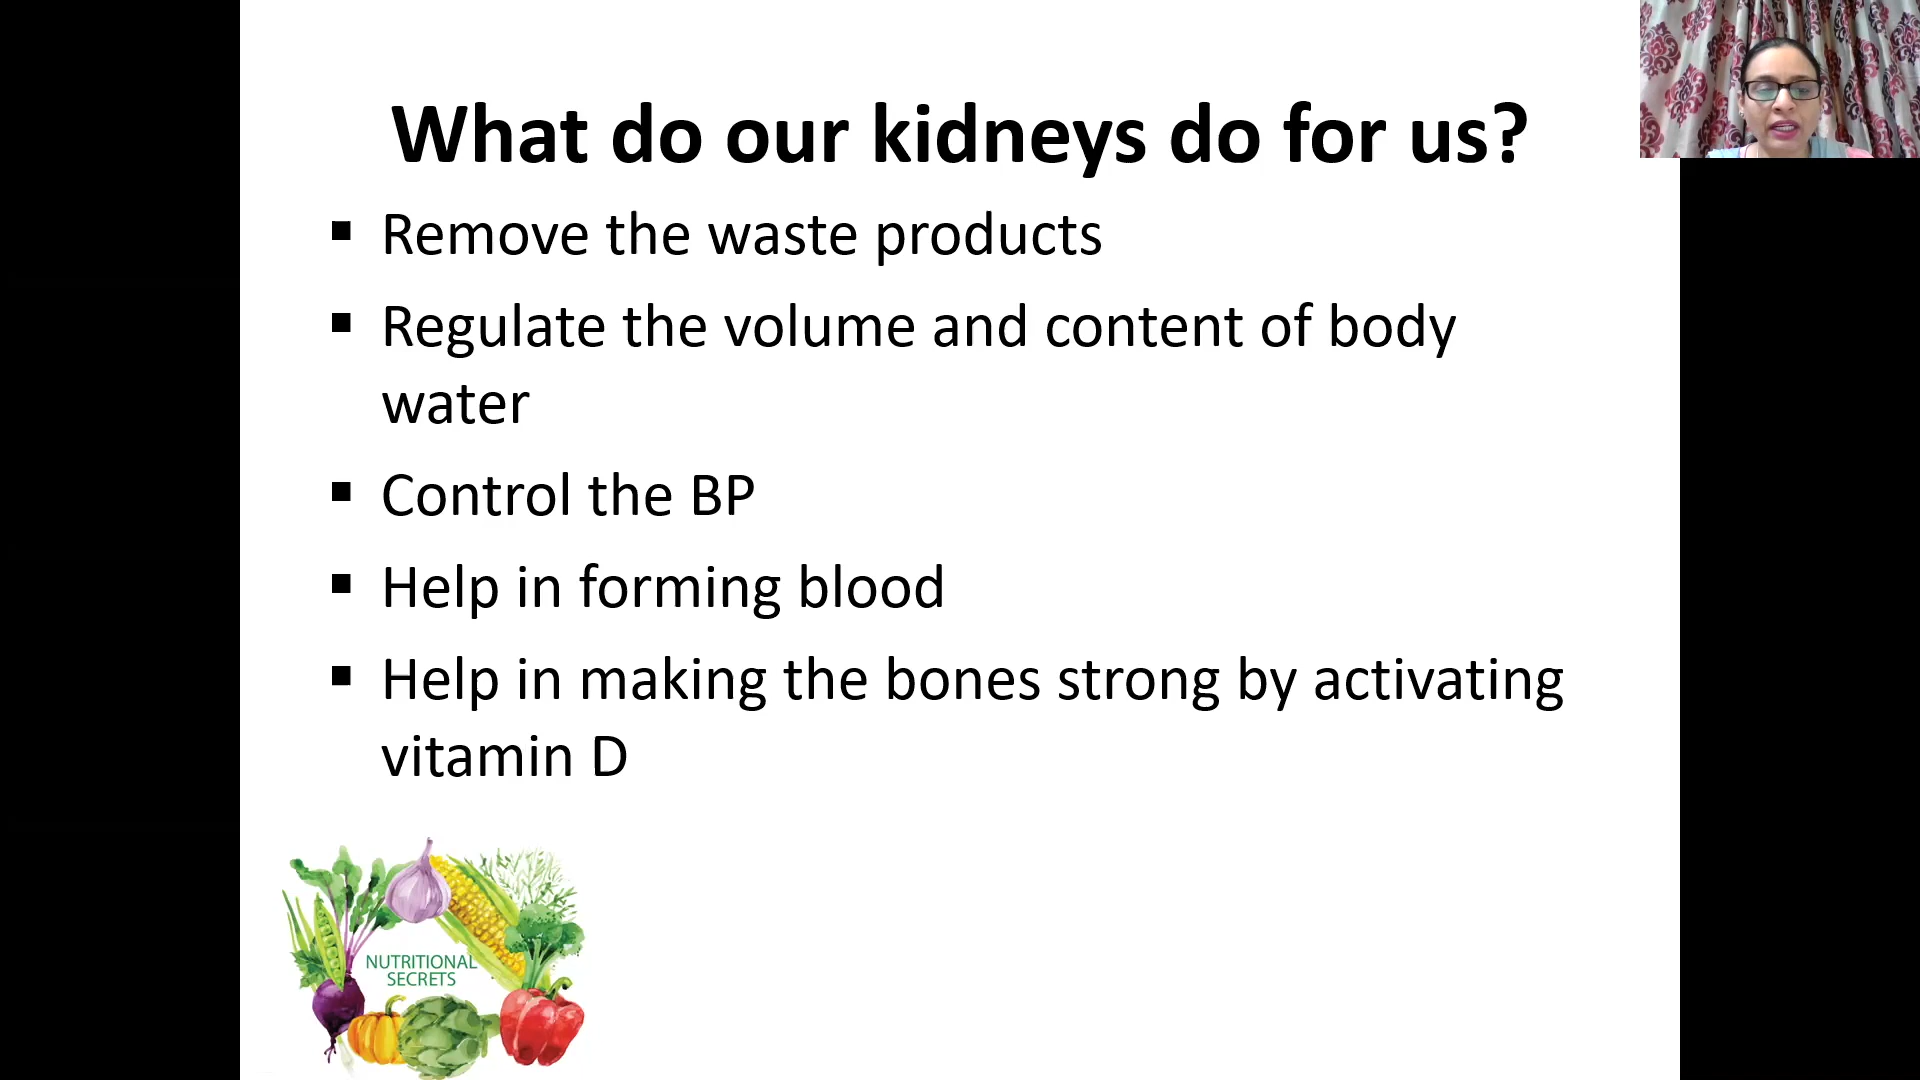 What do our kidneys do for us?
▪ Remove the waste products
▪ Regulate the volume and content of body
water
▪ Control the BP
▪ Help in forming blood
▪ Help in making the bones strong by activating
vitamin D
NUTRITIONAL
SECRETS